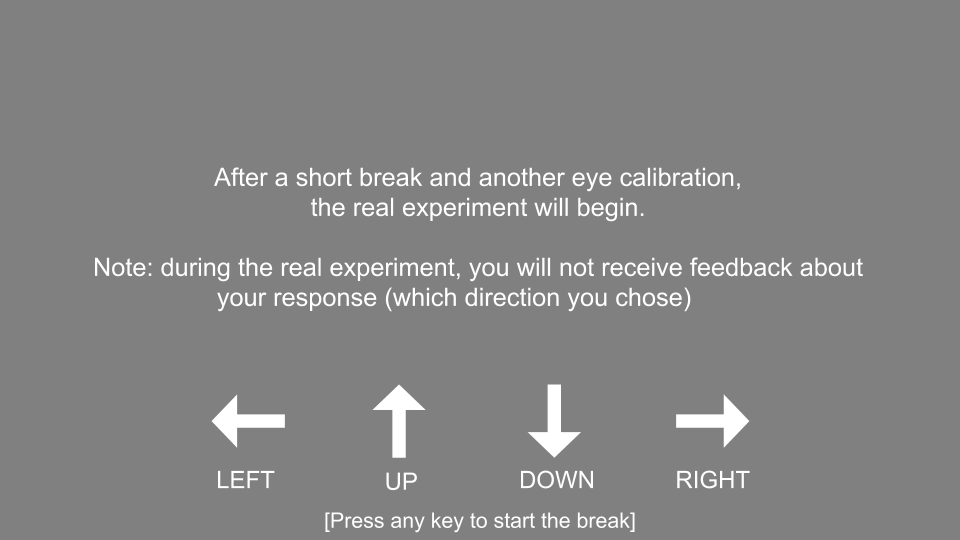 After a short break and another eye calibration,
the real experiment will begin.
Note: during the real experiment, you will not receive feedback about
your response (which direction you chose)
LEFT UP DOWN RIGHT
[Press any key to start the break]